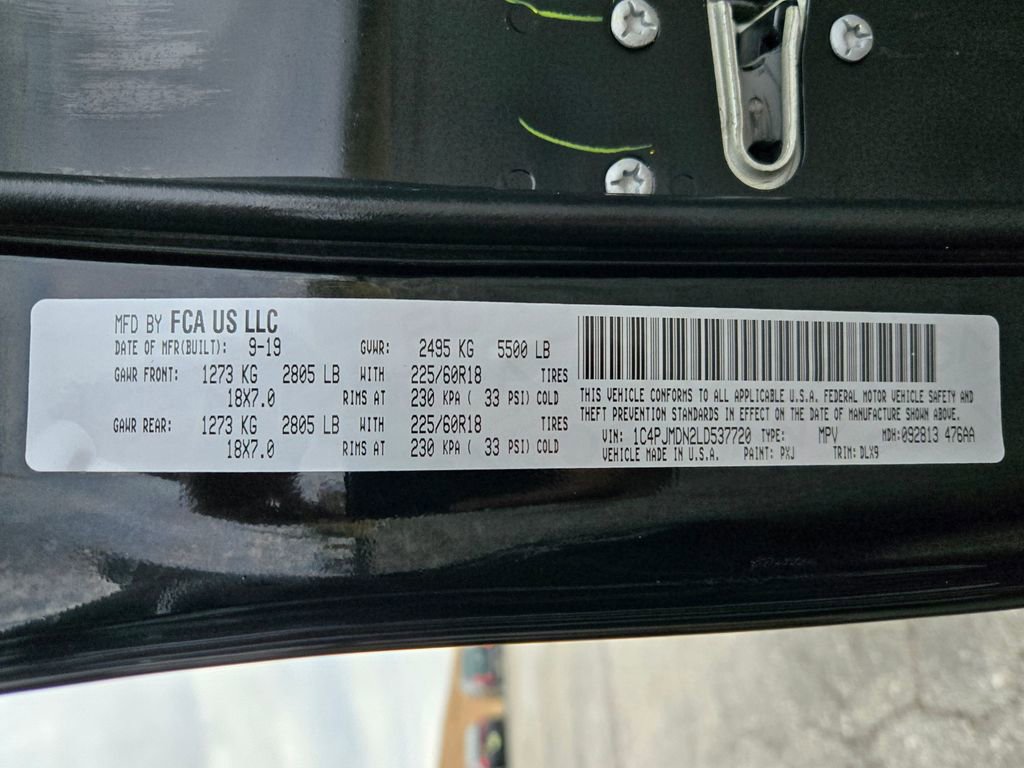 MFD BY FCA US LLC
DATE OF MFR(BUILT): 9-19 GVWR: 2495 KG 5500 LB
GAWR FRONT: 1273 KG 2805 LB WITH 225/60R18 TIRES
18X7.0 RIMS AT 230 KPA ( 33 PSI) COLD
GAWR REAR: 1273 KG 2805 LB WITH 225/60R18 TIRES
18X7.0 RIMS AT 230 KPA ( 33 PSI) COLD
THIS VEHICLE CONFORMS TO ALL APPLICABLE U.S.A. FEDERAL MOTOR VEHICLE SAFETY AND
THEFT PREVENTION STANDARDS IN EFFECT ON THE DATE OF MANUFACTURE SHOWN ABOVE.
VIN: 1C4PJMDN2LD537720 TYPE: MPV MDH:092813 476AA
VEHICLE MADE IN U.S.A. PAINT: PXJ TRIM: DLX9